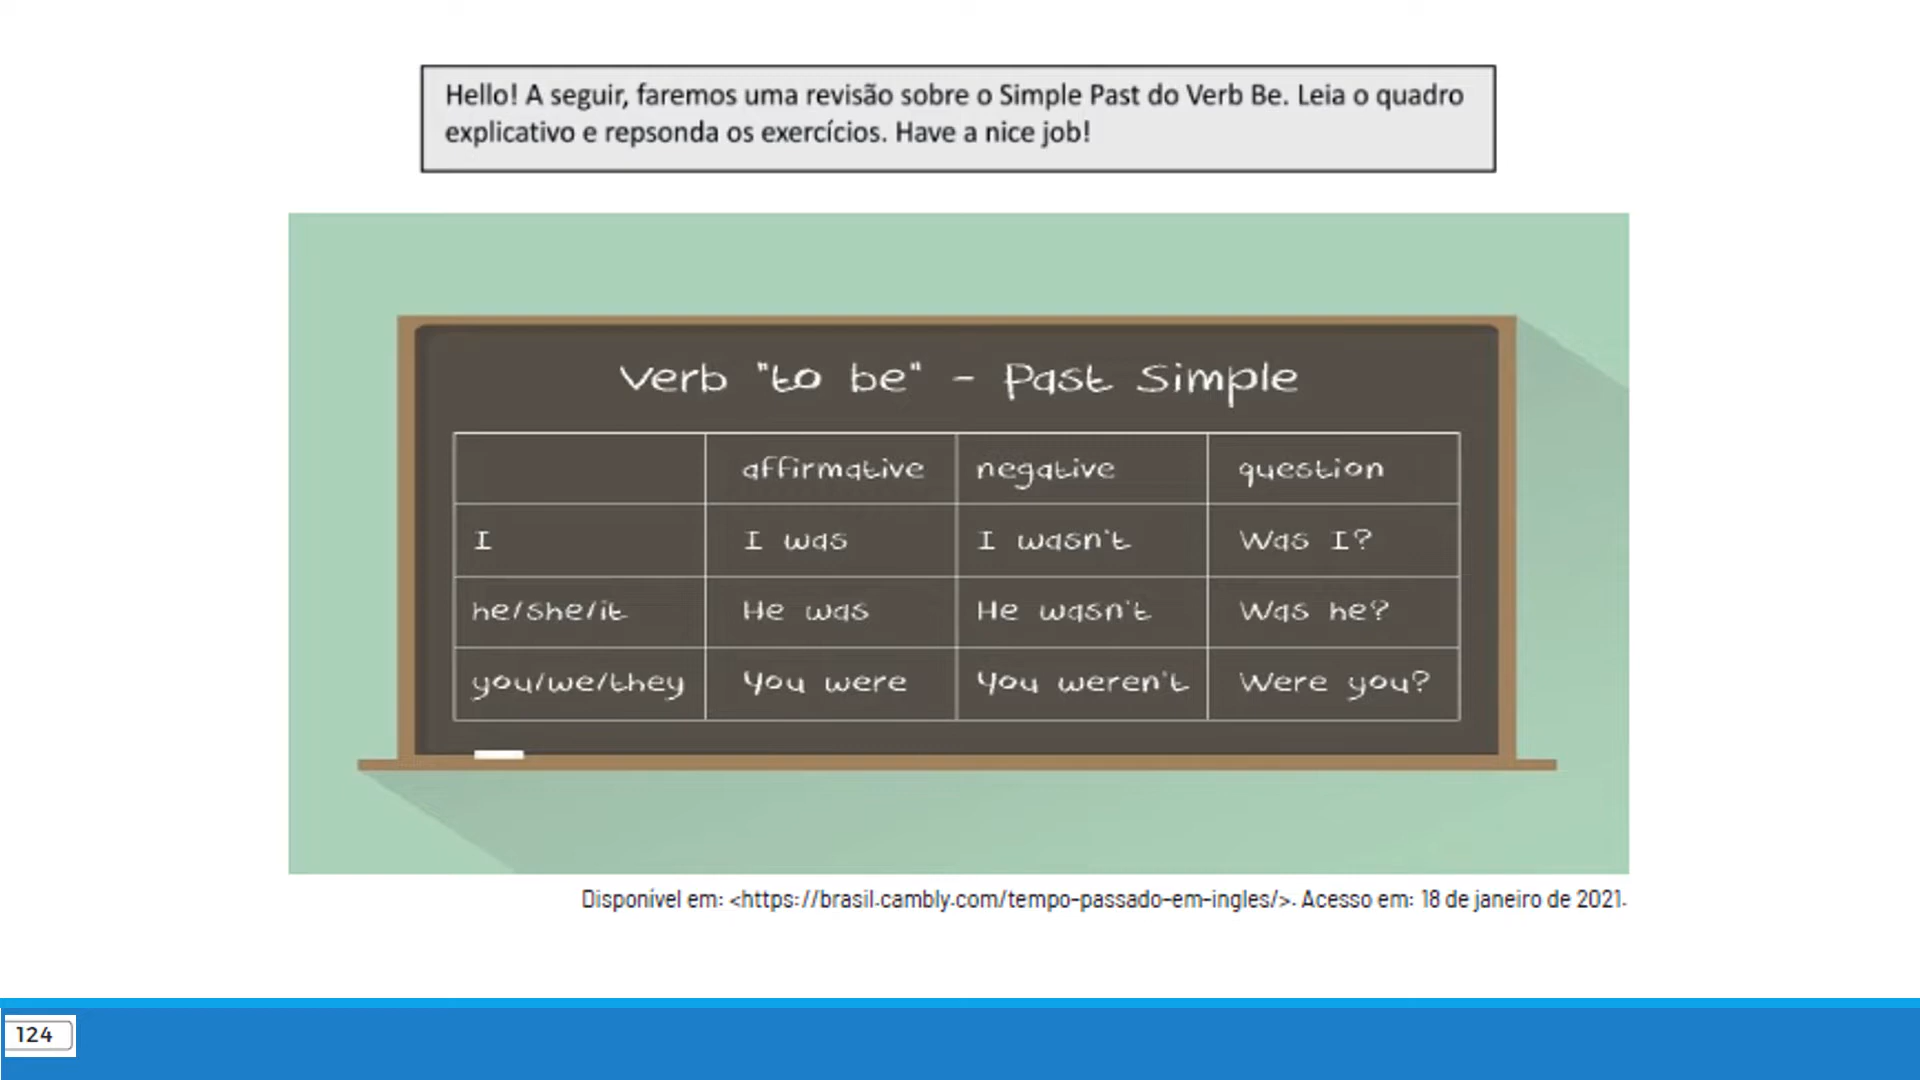 Hello! A seguir, faremos uma revisão sobre o Simple Past do Verb Be. Leia o quadro
explicativo e repsonda os exercícios. Have a nice job!
Verb "to be" - Past Simple
affirmative negative question
I I was I wasn't Was I?
he/she/it He was He wasn't Was he?
you/we/they You were You weren't Were you?
Disponível em: <https://brasil.cambly.com/tempo-passado-em-ingles/>. Acesso em: 18 de janeiro de 2021.
124